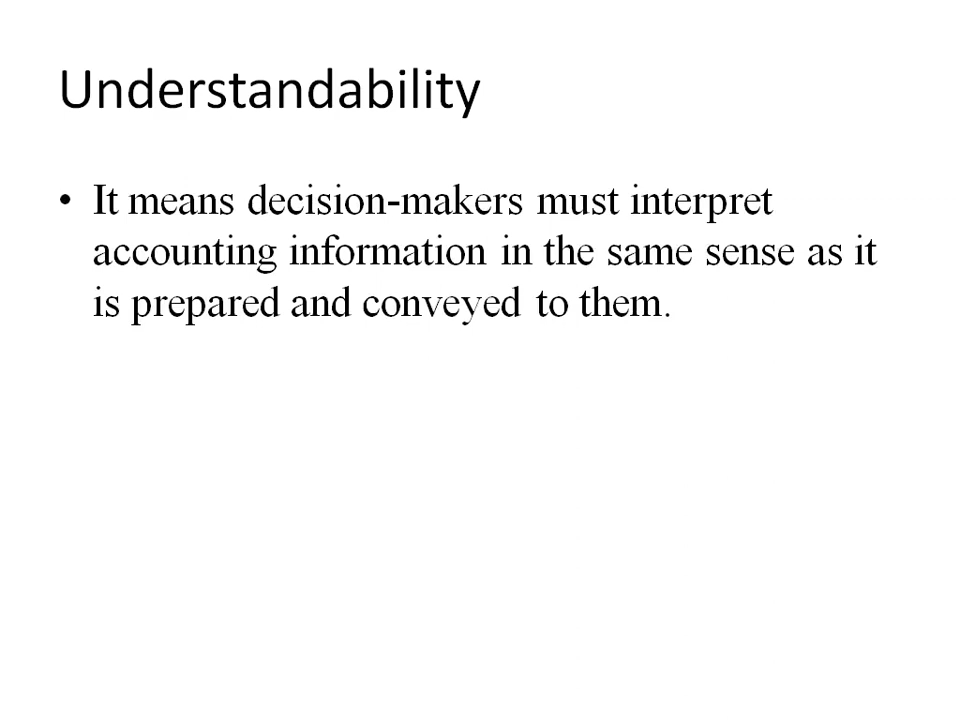 Understandability
• It means decision-makers must interpret
accounting information in the same sense as it
is prepared and conveyed to them.